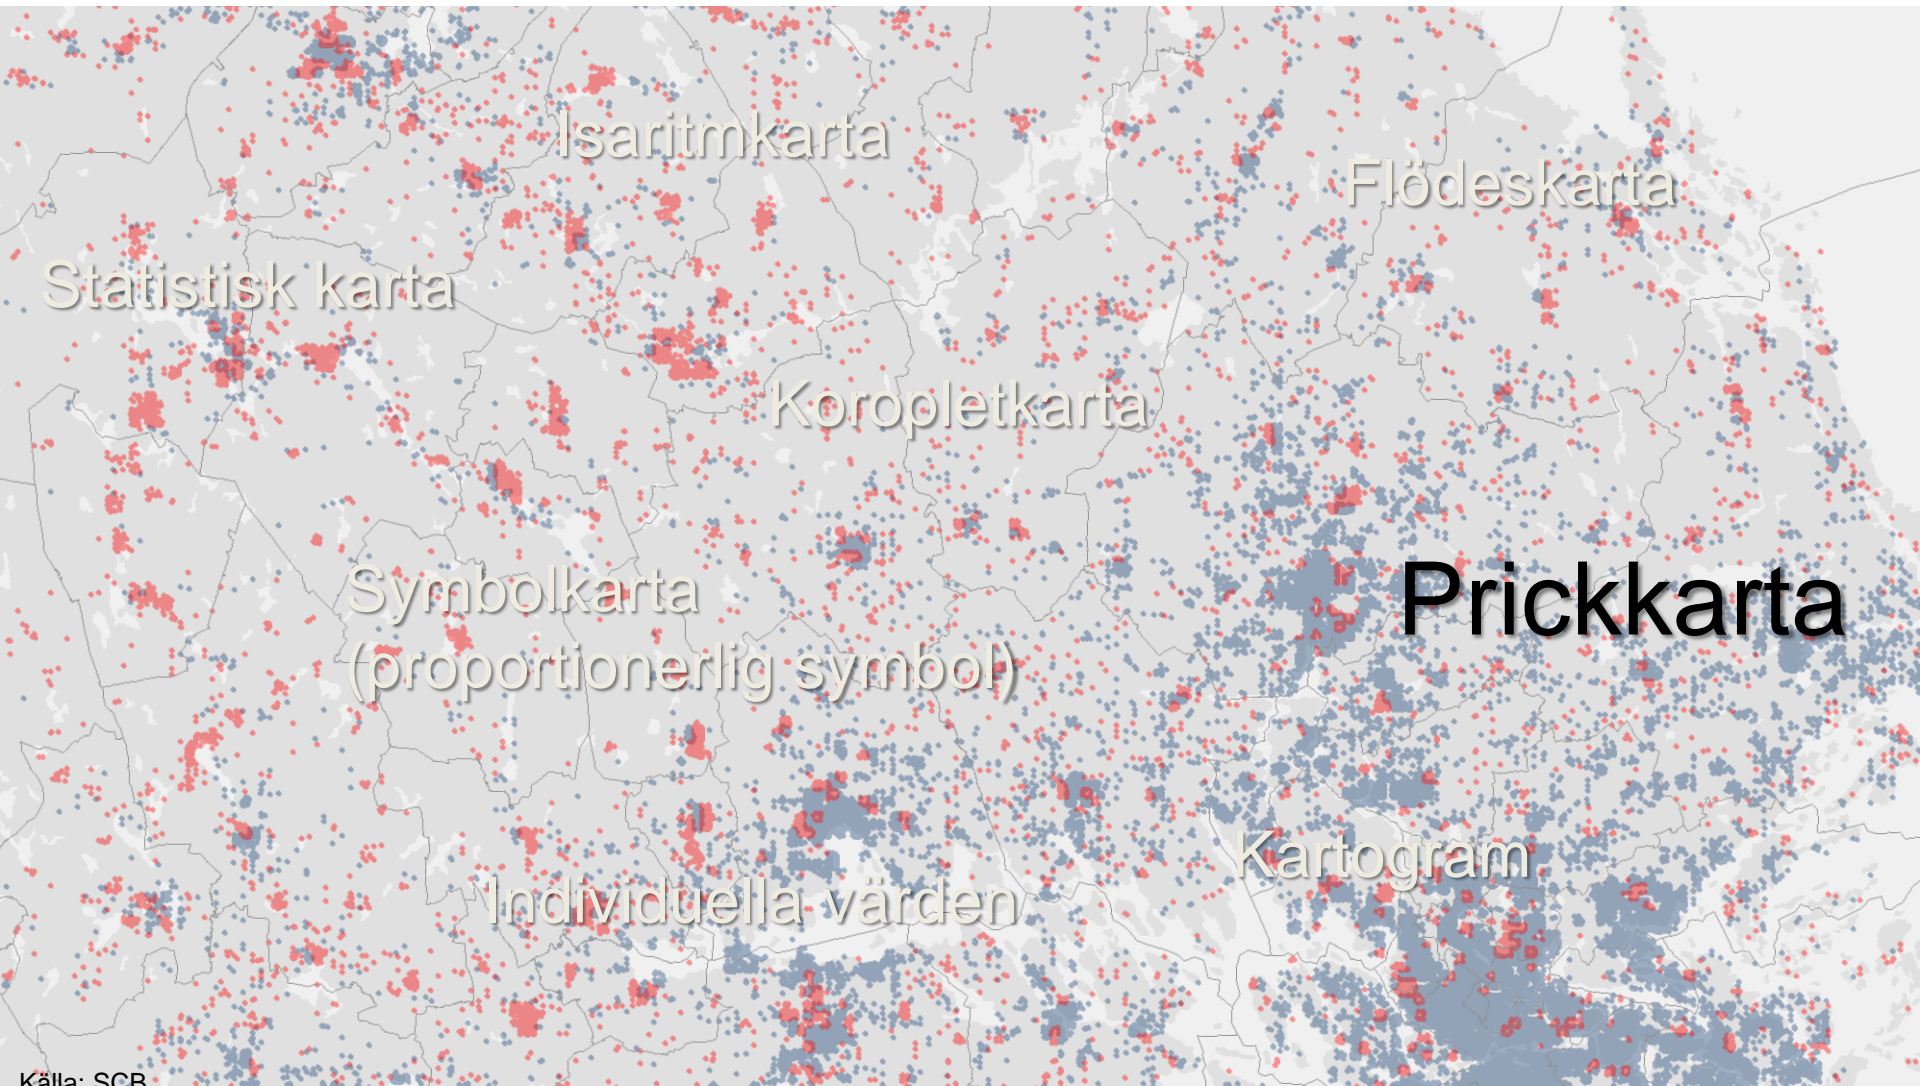 Isaritmkarta
Flödeskarta
Statistisk karta
Koropletkarta
Prickkarta
Symbolkarta
(proportionerlig symbol)
Kartogram
Individuella värden
Källa: SCB